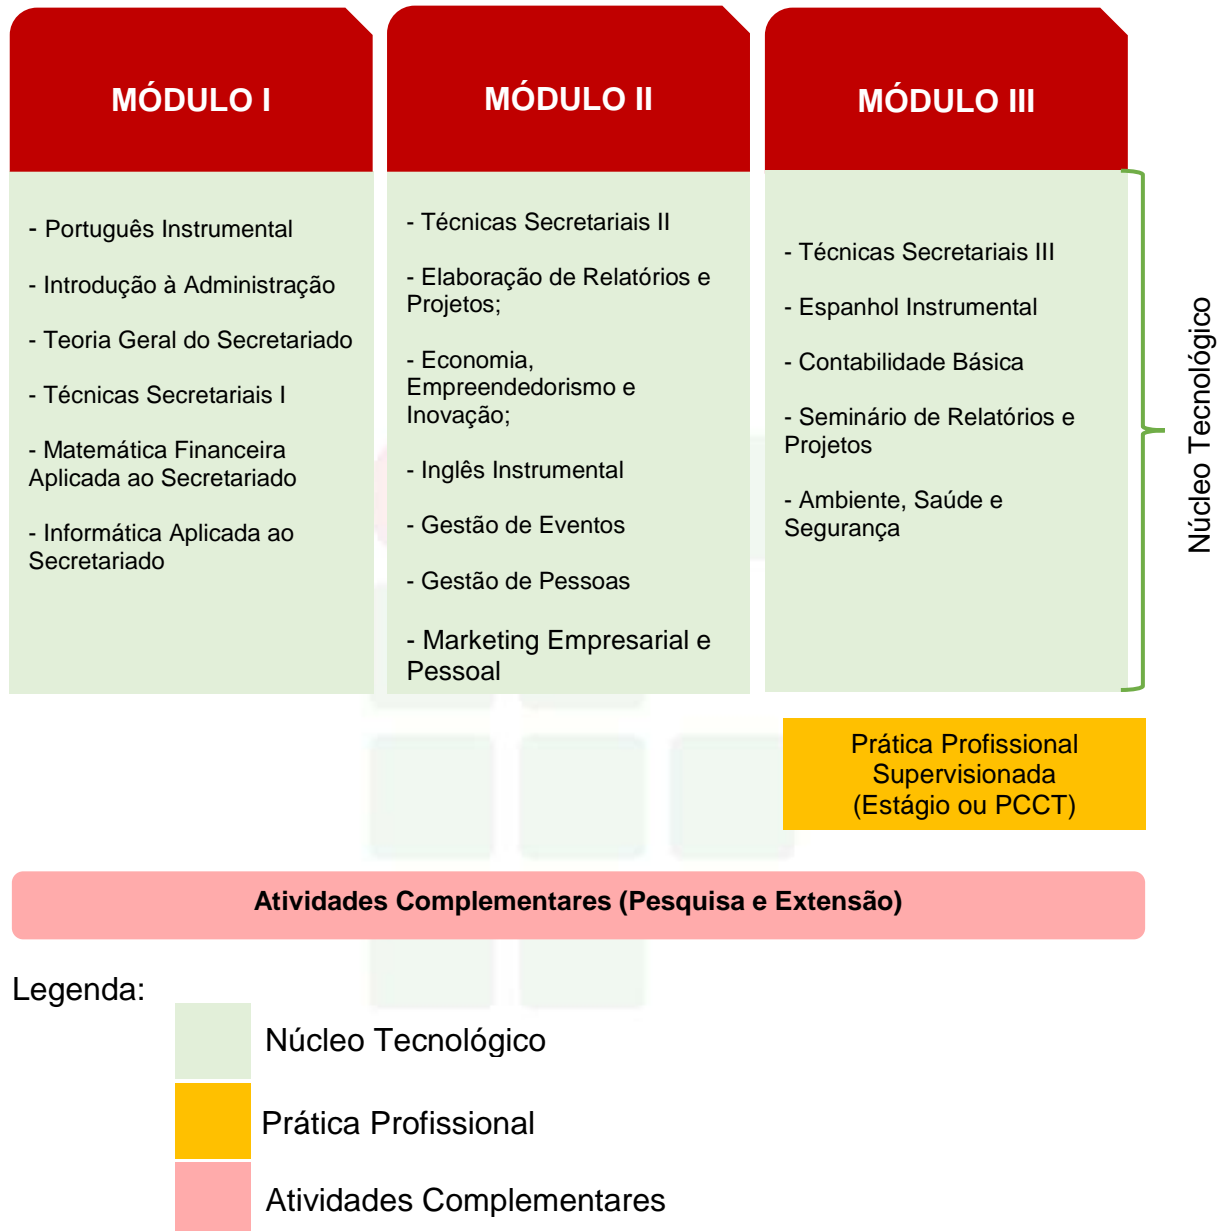 MÓDULO I
- Português Instrumental
- Introdução à Administração
- Teoria Geral do Secretariado
- Técnicas Secretariais I
- Matemática Financeira
Aplicada ao Secretariado
- Informática Aplicada ao
Secretariado
MÓDULO II
- Técnicas Secretariais II
- Elaboração de Relatórios e
Projetos;
- Economia,
Empreendedorismo e
Inovação;
- Inglês Instrumental
- Gestão de Eventos
- Gestão de Pessoas
- Marketing Empresarial e
Pessoal
MÓDULO III
- Técnicas Secretariais III
- Espanhol Instrumental
- Contabilidade Básica
- Seminário de Relatórios e
Projetos
- Ambiente, Saúde e
Segurança
Núcleo Tecnológico
Prática Profissional
Supervisionada
(Estágio ou PCCT)
Atividades Complementares (Pesquisa e Extensão)
Legenda:
Núcleo Tecnológico
Prática Profissional
Atividades Complementares